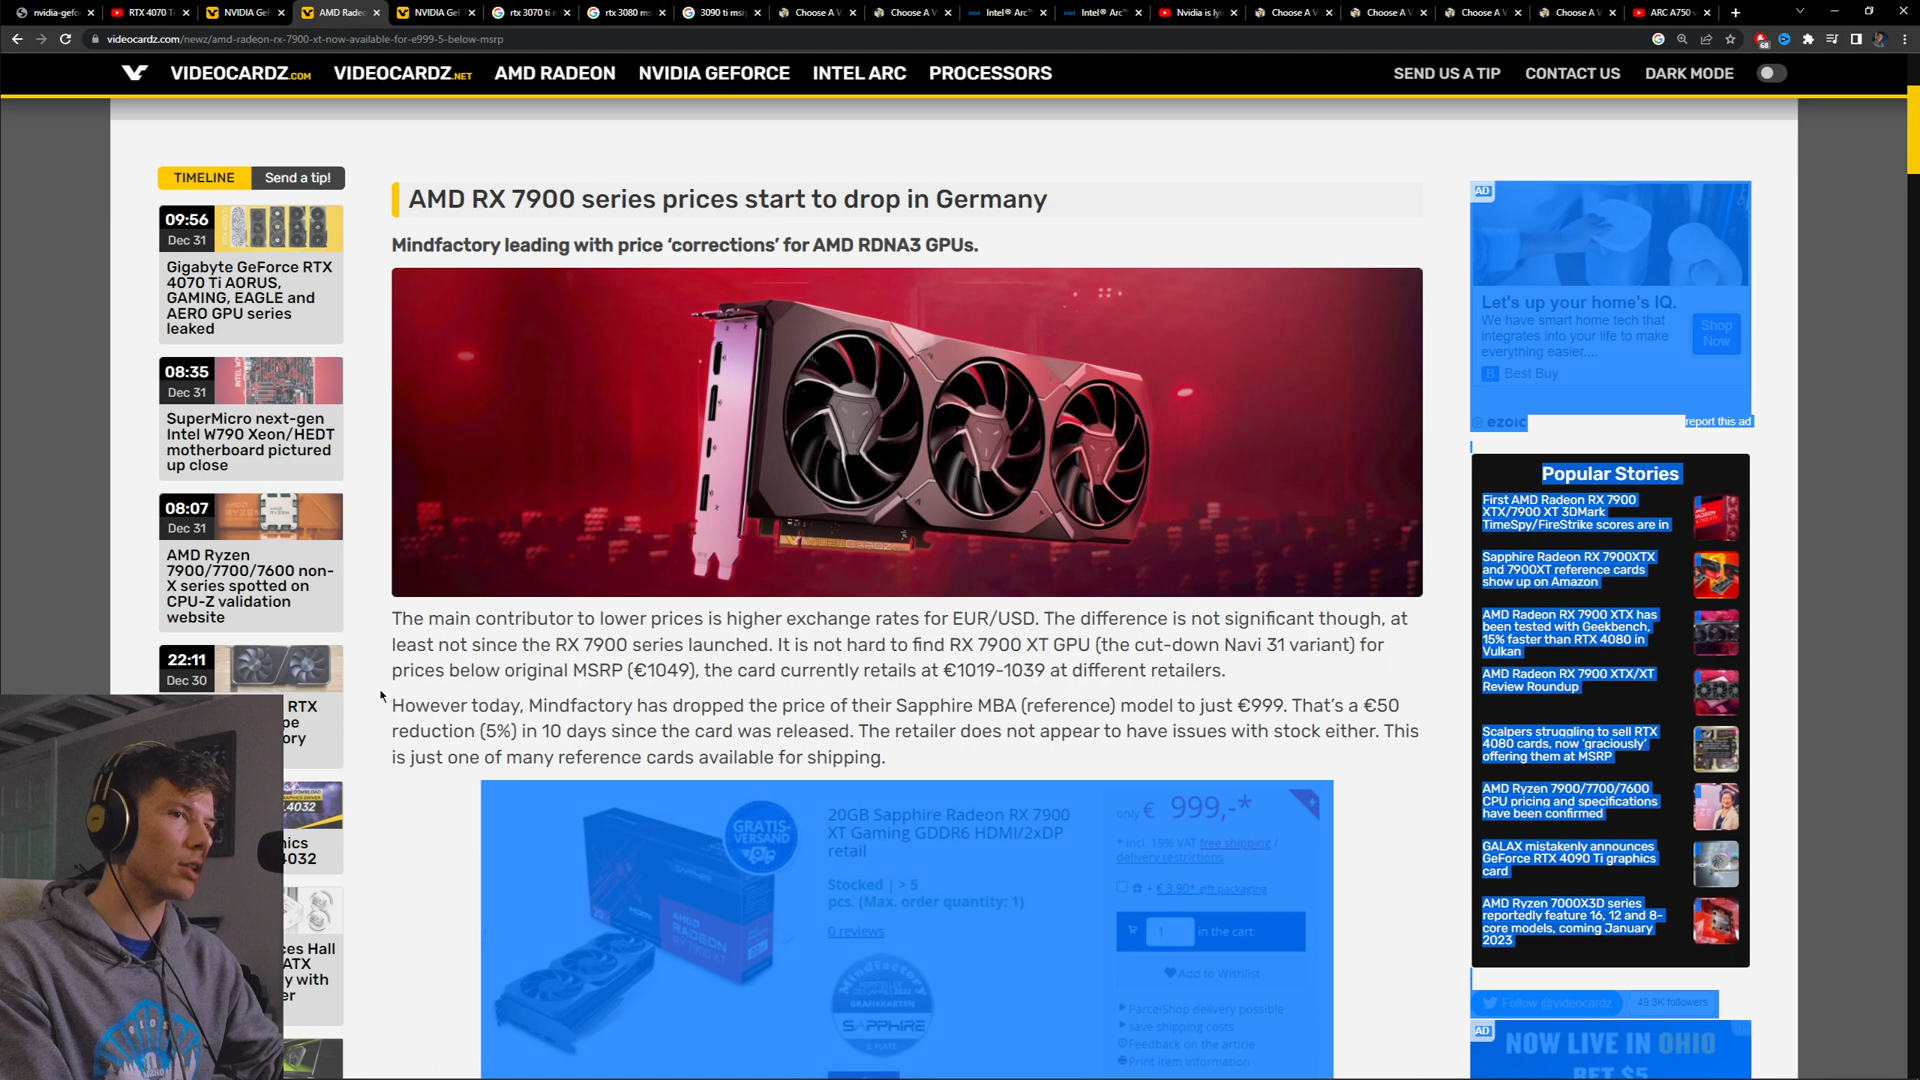 nvidia-gefo
RTX 4070 T
NVIDIA GeF
AMD Radeo
NVIDIA GeF
rtx 3070 ti m
rtx 3080 ms
3090 ti msrp
Choose A V
Choose A V
Intel® Arc™
Intel® Arc™
Nvidia is lyi
Choose A V
Choose A V
Choose A V
Choose A V
ARC A750 v
videocardz.com/newz/amd-radeon-rx-7900-xt-now-available-for-e999-5-below-msrp
68
VIDEOCARDZ.COM
VIDEOCARDZ.NET
AMD RADEON
NVIDIA GEFORCE
INTEL ARC
PROCESSORS
SEND US A TIP
CONTACT US
DARK MODE
TIMELINE
Send a tip!
09:56
Dec 31
Gigabyte GeForce RTX
4070 Ti AORUS,
GAMING, EAGLE and
AERO GPU series
leaked
08:35
Dec 31
SuperMicro next-gen
Intel W790 Xeon/HEDT
motherboard pictured
up close
08:07
Dec 31
AMD Ryzen
7900/7700/7600 non-
X series spotted on
CPU-Z validation
website
22:11
Dec 30
RTX
pe
ory
.4032
nics
.4032
ces Hall
ATX
y with
er
AMD RX 7900 series prices start to drop in Germany
Mindfactory leading with price ‘corrections’ for AMD RDNA3 GPUs.
VIDEOCARDZ
The main contributor to lower prices is higher exchange rates for EUR/USD. The difference is not significant though, at
least not since the RX 7900 series launched. It is not hard to find RX 7900 XT GPU (the cut-down Navi 31 variant) for
prices below original MSRP (€1049), the card currently retails at €1019-1039 at different retailers.
However today, Mindfactory has dropped the price of their Sapphire MBA (reference) model to just €999. That’s a €50
reduction (5%) in 10 days since the card was released. The retailer does not appear to have issues with stock either. This
is just one of many reference cards available for shipping.
GRATIS-
VERSAND
SAPPHIRE
AMD
RADEON
RX 7900 XT
20GB Sapphire Radeon RX 7900
XT Gaming GDDR6 HDMI/2xDP
retail
Stocked | > 5
pcs. (Max. order quantity: 1)
0 reviews
Mindfactory
GRAFIKKARTEN
SAPPHIRE
only € 999,-*
* incl. 19% VAT free shipping /
delivery restrictions
+ € 3.90* gift packaging
1
in the cart
Add to Wishlist
ParcelShop delivery possible
save shipping costs
Feedback on the article
Print item information
AD
Let's up your home's IQ.
We have smart home tech that
integrates into your life to make
everything easier....
Shop
Now
Best Buy
ezoic
report this ad
Popular Stories
First AMD Radeon RX 7900
XTX/7900 XT 3DMark
TimeSpy/FireStrike scores are in
Sapphire Radeon RX 7900XTX
and 7900XT reference cards
show up on Amazon
AMD Radeon RX 7900 XTX has
been tested with Geekbench,
15% faster than RTX 4080 in
Vulkan
AMD Radeon RX 7900 XTX/XT
Review Roundup
Scalpers struggling to sell RTX
4080 cards, now ‘graciously’
offering them at MSRP
AMD Ryzen 7900/7700/7600
CPU pricing and specifications
have been confirmed
GALAX mistakenly announces
GeForce RTX 4090 Ti graphics
card
AMD Ryzen 7000X3D series
reportedly feature 16, 12 and 8-
core models, coming January
2023
Follow @videocardz
49.3K followers
AD
NOW LIVE IN OHIO
BET $5